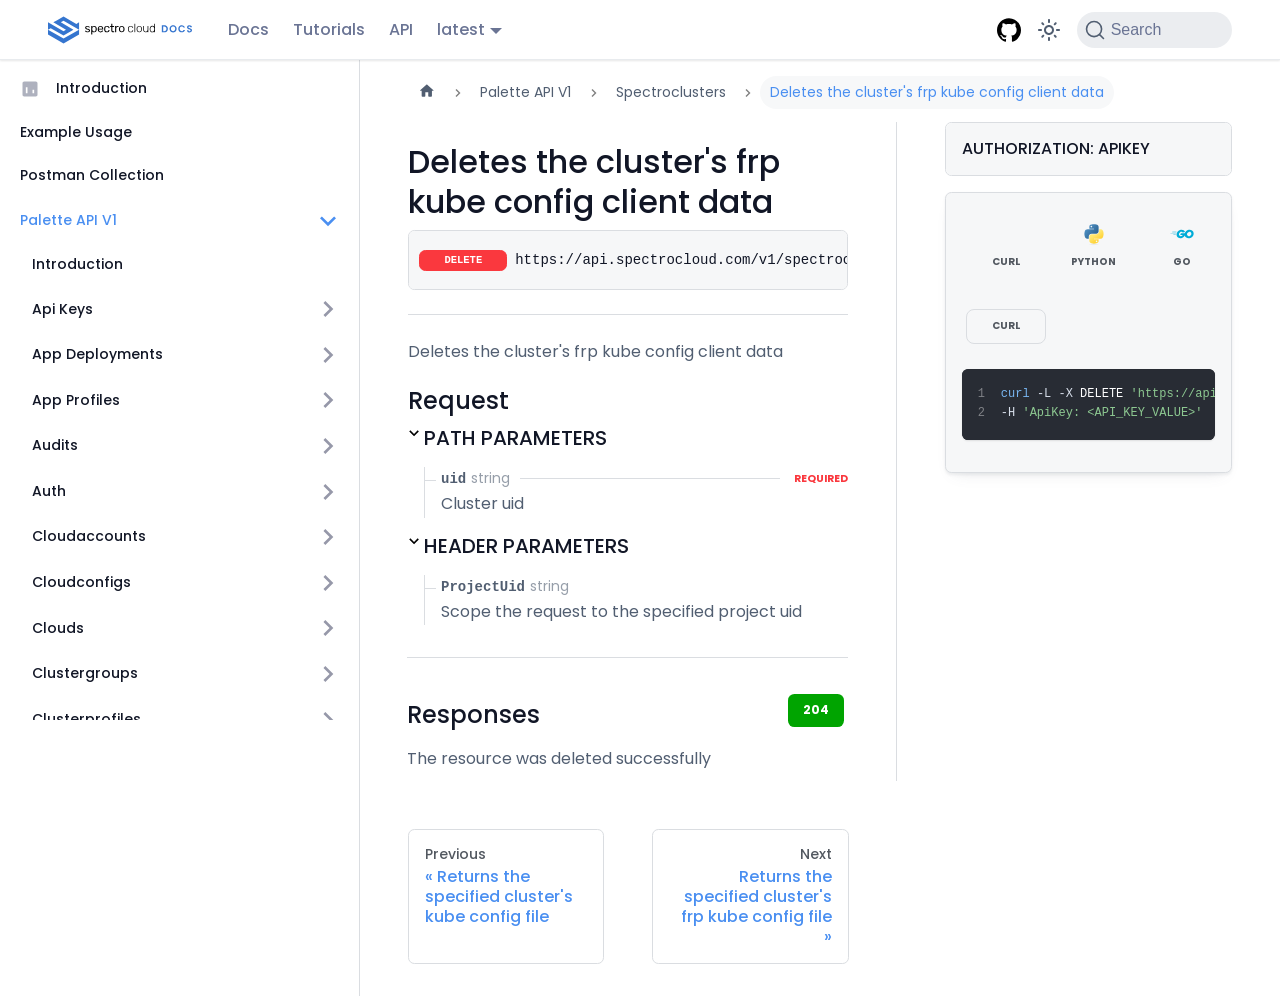 spectro cloud DOCS
Docs
Tutorials
API
latest
Search
Introduction
Example Usage
Postman Collection
Palette API V1
Introduction
Api Keys
App Deployments
App Profiles
Audits
Auth
Cloudaccounts
Cloudconfigs
Clouds
Clustergroups
Clusterprofiles
Palette API V1
Spectroclusters
Deletes the cluster's frp kube config client data
Deletes the cluster's frp
kube config client data
DELETE https://api.spectrocloud.com/v1/spectroc
Deletes the cluster's frp kube config client data
Request
PATH PARAMETERS
uid string REQUIRED
Cluster uid
HEADER PARAMETERS
ProjectUid string
Scope the request to the specified project uid
Responses
204
The resource was deleted successfully
Previous
« Returns the
specified cluster's
kube config file
Next
Returns the
specified cluster's
frp kube config file
»
AUTHORIZATION: APIKEY
CURL
PYTHON
GO
CURL
1 curl -L -X DELETE 'https://api
2 -H 'ApiKey: <API_KEY_VALUE>'